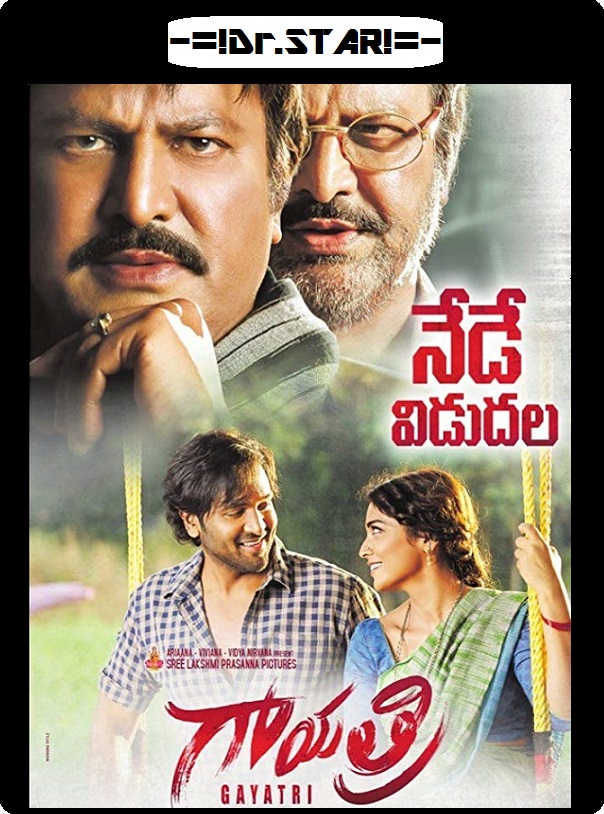 -=!Dr.STAR!=-
నేడే
విడుదల
ARIAANA - VIVIANA - VIDYA NIRVANA PRESENT
SREE LAKSHMI PRASANNA PICTURES
గాయత్రి
GAYATRI